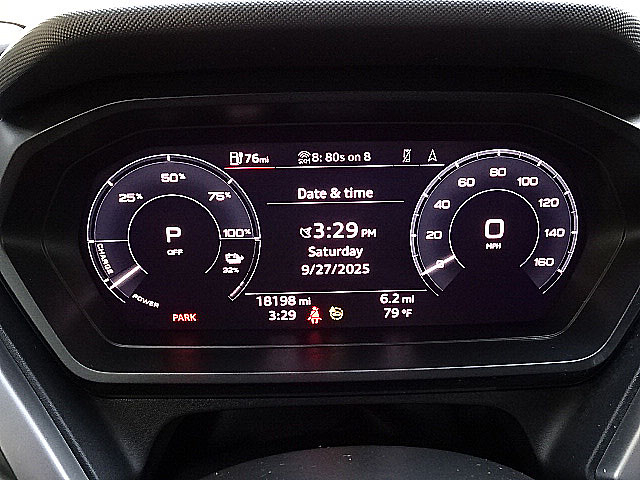 76mi
8: 80s on 8
Date & time
3:29 PM
Saturday
9/27/2025
25%
50%
75%
100%
CHARGE
POWER
P
OFF
32%
0
20
40
60
80
100
120
140
160
0
MPH
18198 mi
6.2 mi
PARK
3:29
79 °F